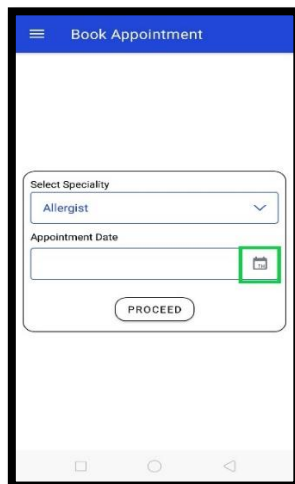 Book Appointment
Select Speciality
Allergist
Appointment Date
PROCEED